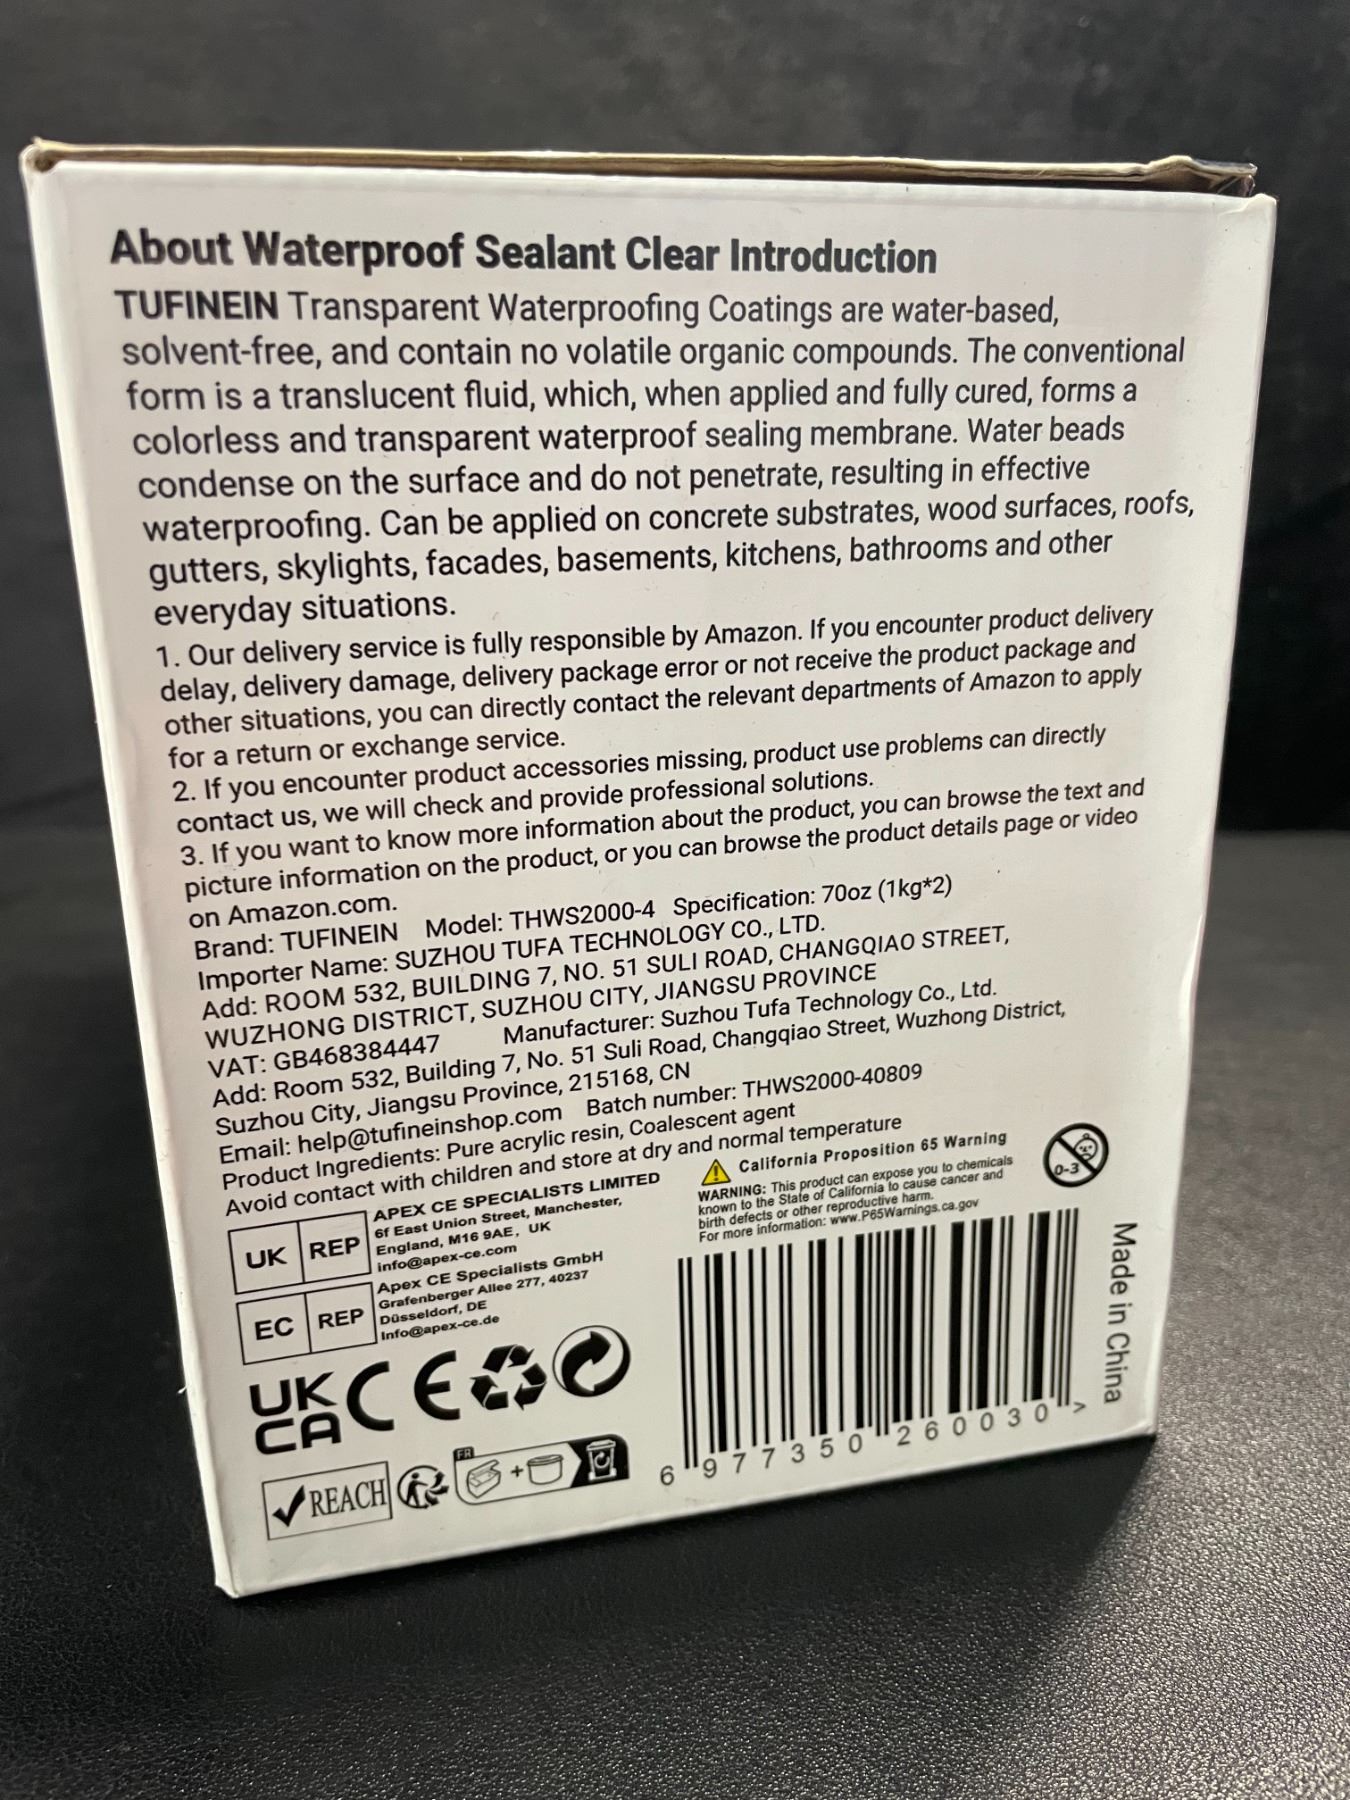 About Waterproof Sealant Clear Introduction
TUFINEIN Transparent Waterproofing Coatings are water-based,
solvent-free, and contain no volatile organic compounds. The conventional
form is a translucent fluid, which, when applied and fully cured, forms a
colorless and transparent waterproof sealing membrane. Water beads
condense on the surface and do not penetrate, resulting in effective
waterproofing. Can be applied on concrete substrates, wood surfaces, roofs,
gutters, skylights, facades, basements, kitchens, bathrooms and other
everyday situations.
1. Our delivery service is fully responsible by Amazon. If you encounter product delivery
delay, delivery damage, delivery package error or not receive the product package and
other situations, you can directly contact the relevant departments of Amazon to apply
for a return or exchange service.
2. If you encounter product accessories missing, product use problems can directly
contact us, we will check and provide professional solutions.
3. If you want to know more information about the product, you can browse the text and
picture information on the product, or you can browse the product details page or video
on Amazon.com.
Brand: TUFINEIN Model: THWS2000-4 Specification: 70oz (1kg*2)
Importer Name: SUZHOU TUFA TECHNOLOGY CO., LTD.
Add: ROOM 532, BUILDING 7, NO. 51 SULI ROAD, CHANGQIAO STREET,
WUZHONG DISTRICT, SUZHOU CITY, JIANGSU PROVINCE
VAT: GB468384447 Manufacturer: Suzhou Tufa Technology Co., Ltd.
Add: Room 532, Building 7, No. 51 Suli Road, Changqiao Street, Wuzhong District,
Suzhou City, Jiangsu Province, 215168, CN
Email: help@tufineinshop.com Batch number: THWS2000-40809
Product Ingredients: Pure acrylic resin, Coalescent agent
Avoid contact with children and store at dry and normal temperature
UK REP
APEX CE SPECIALISTS LIMITED
6f East Union Street, Manchester,
England, M16 9AE, UK
info@apex-ce.com
EC REP
Apex CE Specialists GmbH
Grafenberger Allee 277, 40237
Düsseldorf, DE
Info@apex-ce.de
California Proposition 65 Warning
WARNING: This product can expose you to chemicals
known to the State of California to cause cancer and
birth defects or other reproductive harm.
For more information: www.P65Warnings.ca.gov
0-3
UK
CA
CE
REACH
FR
+
6 977350 260030 >
Made in China